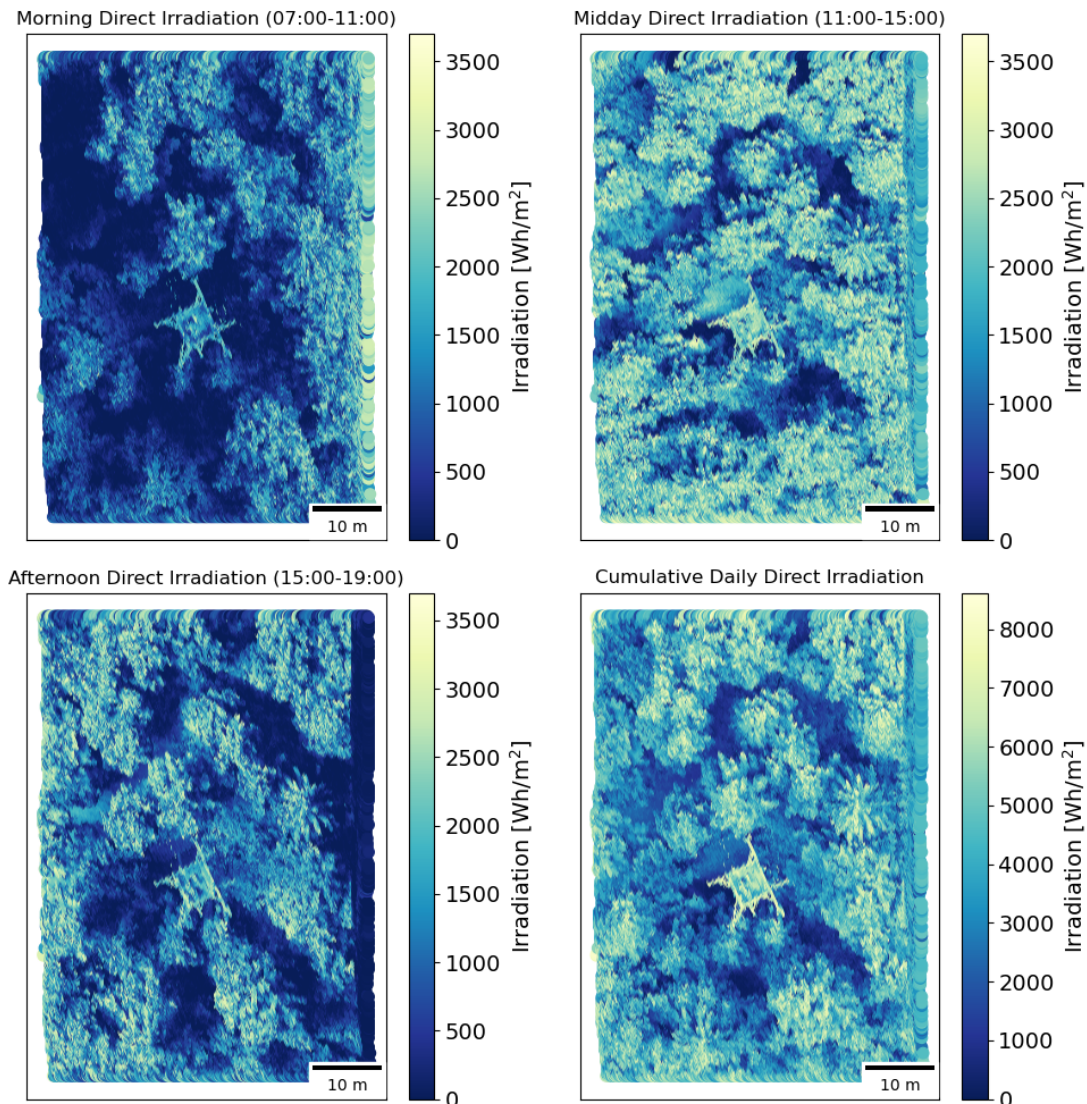 Morning Direct Irradiation (07:00-11:00)
Midday Direct Irradiation (11:00-15:00)
3500
3000
2500
2000
1500
1000
500
0
Irradiation [Wh/m²]
10 m
3500
3000
2500
2000
1500
1000
500
0
Irradiation [Wh/m²]
10 m
Afternoon Direct Irradiation (15:00-19:00)
Cumulative Daily Direct Irradiation
3500
3000
2500
2000
1500
1000
500
0
Irradiation [Wh/m²]
10 m
8000
7000
6000
5000
4000
3000
2000
1000
0
Irradiation [Wh/m²]
10 m